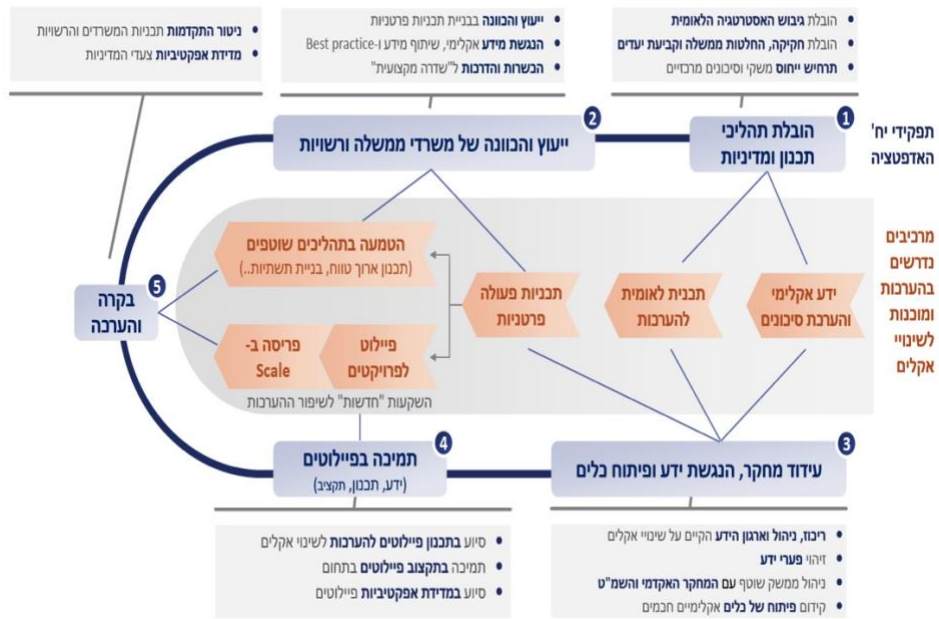 הובלת גיבוש האסטרטגיה הלאומית
הובלת חקיקה, החלטות ממשלה וקביעת יעדים
תרחיש ייחוס משקי וסיכונים מרכזיים
ייעוץ והכוונה בבניית תכניות פרטניות
הנגשת מידע אקלימי, שיתוף מידע ו-Best practice
הכשרות והדרכות ל"שדרה מקצועית"
ניטור התקדמות תכניות המשרדים והרשויות
מדידת אפקטיביות צעדי המדיניות
תפקידי יח'
האדפטציה
1
הובלת תהליכי
תכנון ומדיניות
2
ייעוץ והכוונה של משרדי ממשלה ורשויות
מרכיבים
נדרשים
בהערכות
ומוכנות
לשינויי
אקלים
ידע אקלימי
והערכת סיכונים
תכנית לאומית
להערכות
תכניות פעולה
פרטניות
הטמעה בתהליכים שוטפים
(תכנון ארוך טווח, בניית תשתיות..)
פיילוט
לפרויקטים
פריסה ב-
Scale
השקעות "חדשות" לשיפור ההערכות
5
בקרה
והערכה
3
עידוד מחקר, הנגשת ידע ופיתוח כלים
4
תמיכה בפיילוטים
(ידע, תכנון, תקציב)
ריכוז, ניהול וארגון הידע הקיים על שינויי אקלים
זיהוי פערי ידע
ניהול ממשק שוטף עם המחקר האקדמי והשמ"ט
קידום פיתוח של כלים אקלימיים חכמים
סיוע בתכנון פיילוטים להערכות לשינוי אקלים
תמיכה בתקצוב פיילוטים בתחום
סיוע במדידת אפקטיביות פיילוטים